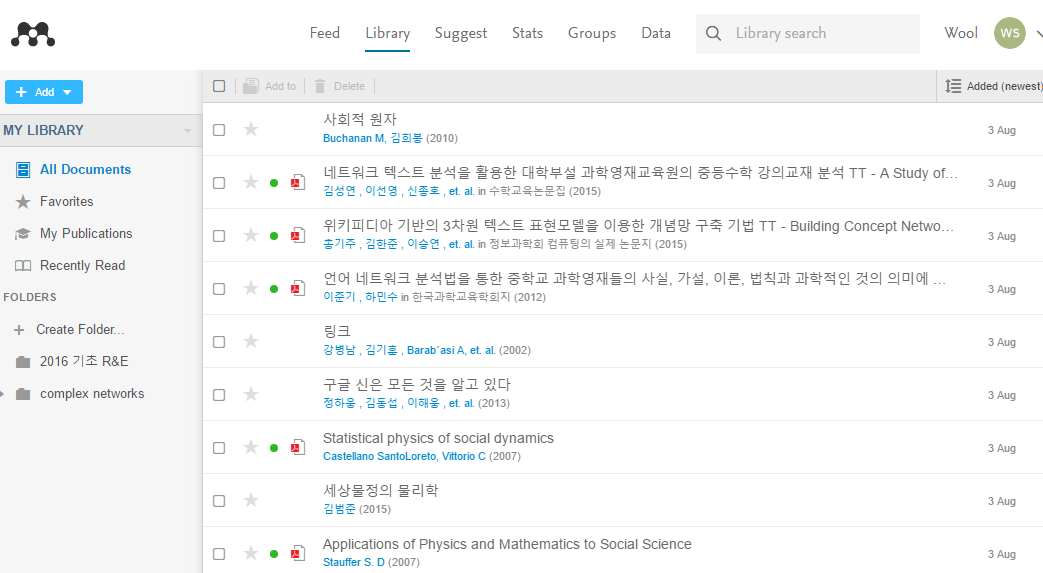 Feed Library Suggest Stats Groups Data Library search Wool WS
Add
Add to Delete Added (newest)
MY LIBRARY
All Documents
Favorites
My Publications
Recently Read
FOLDERS
Create Folder...
2016 기초 R&E
complex networks
사회적 원자
Buchanan M, 김희봉 (2010)
3 Aug
네트워크 텍스트 분석을 활용한 대학부설 과학영재교육원의 중등수학 강의교재 분석 TT - A Study of...
김성연 , 이선영 , 신종호 , et. al. in 수학교육논문집 (2015)
3 Aug
위키피디아 기반의 3차원 텍스트 표현모델을 이용한 개념망 구축 기법 TT - Building Concept Netwo...
홍기주 , 김한준 , 이승연 , et. al. in 정보과학회 컴퓨팅의 실제 논문지 (2015)
3 Aug
언어 네트워크 분석법을 통한 중학교 과학영재들의 사실, 가설, 이론, 법칙과 과학적인 것의 의미에 ...
이준기 , 하민수 in 한국과학교육학회지 (2012)
3 Aug
링크
강병남 , 김기훈 , Barab´asi A, et. al. (2002)
3 Aug
구글 신은 모든 것을 알고 있다
정하웅 , 김동섭 , 이해웅 , et. al. (2013)
3 Aug
Statistical physics of social dynamics
Castellano SantoLoreto, Vittorio C (2007)
3 Aug
세상물정의 물리학
김범준 (2015)
3 Aug
Applications of Physics and Mathematics to Social Science
Stauffer S. D (2007)
3 Aug